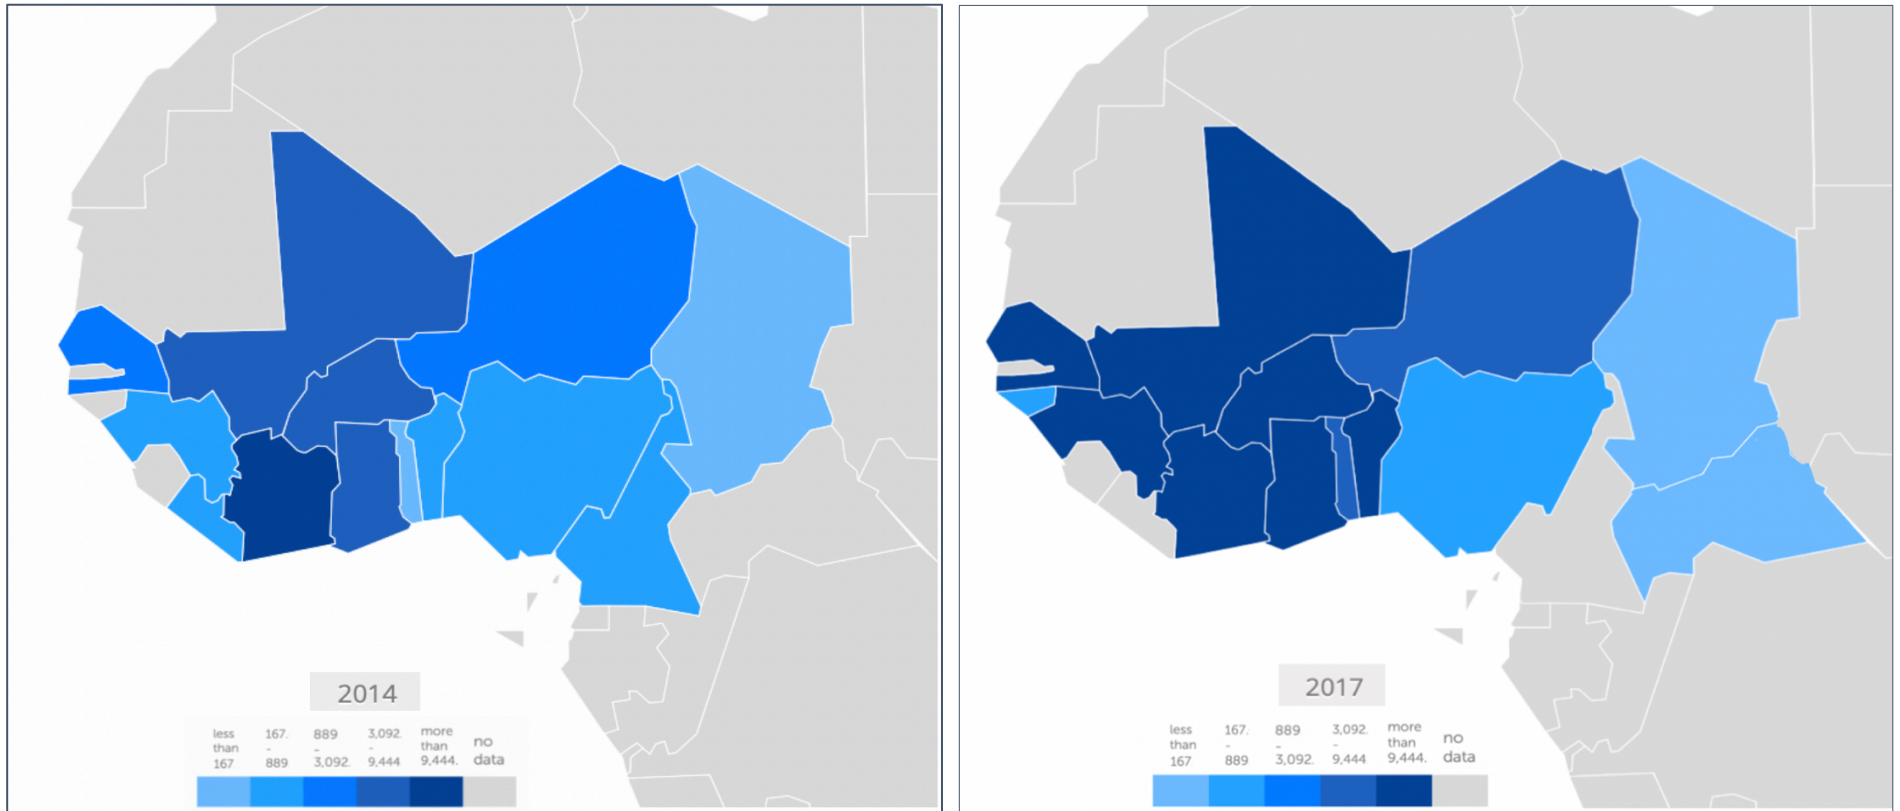 2014
less 167. 889 3,092. more no
than - - - than data
167 889 3,092. 9,444 9,444.
2017
less 167. 889 3,092. more no
than - - - than data
167 889 3,092. 9,444 9,444.